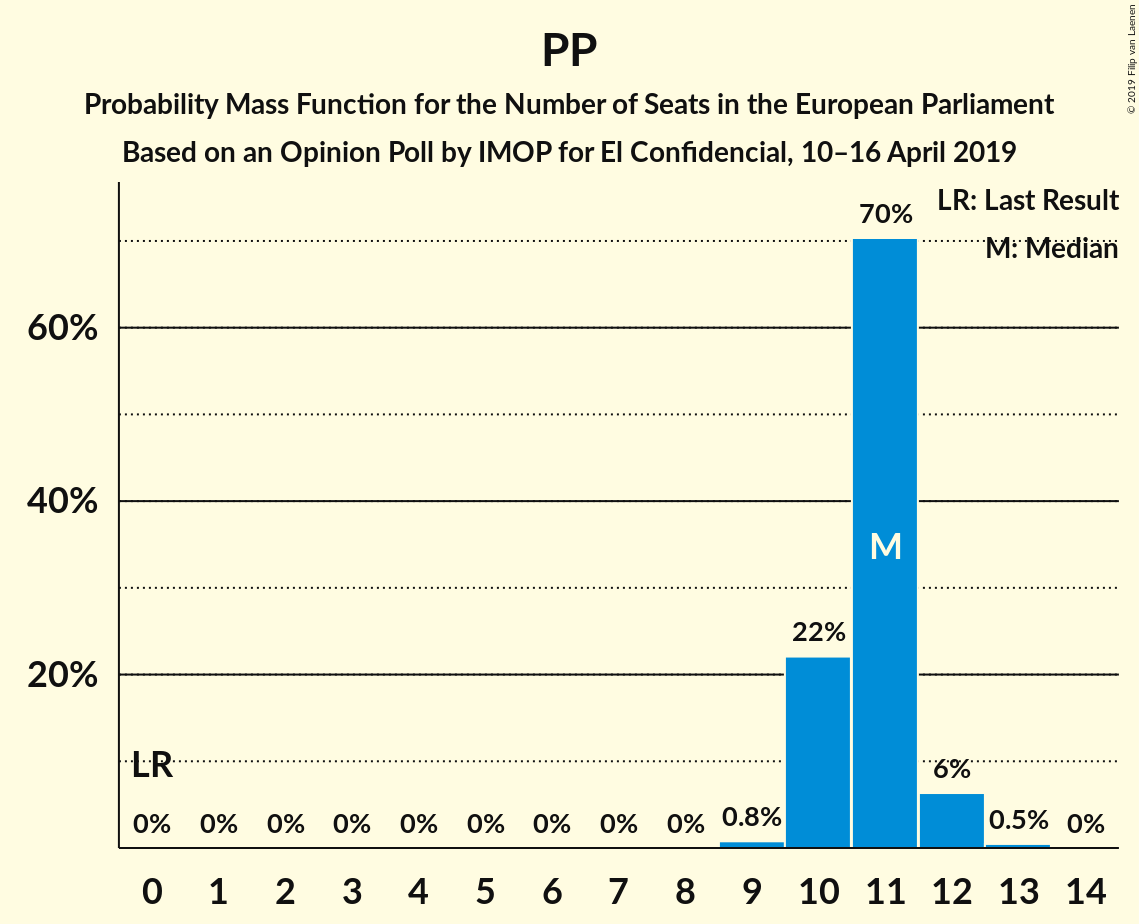 PP
Probability Mass Function for the Number of Seats in the European Parliament
Based on an Opinion Poll by IMOP for El Confidencial, 10–16 April 2019
© 2019 Filip van Laenen
LR: Last Result
M: Median
70%
60%
40%
M
22%
20%
LR
6%
0% 0% 0% 0% 0% 0% 0% 0% 0% 0.8% 0.5% 0%
0 1 2 3 4 5 6 7 8 9 10 11 12 13 14